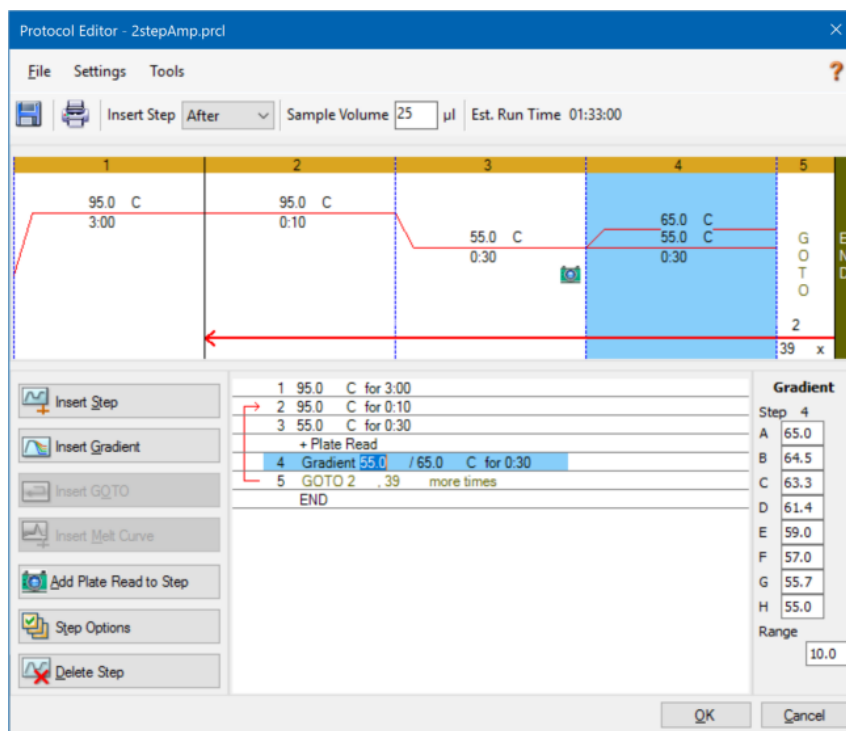 Protocol Editor - 2stepAmp.prcl
File Settings Tools
?
Insert Step After Sample Volume 25 µl Est. Run Time 01:33:00
1 2 3 4 5
95.0 C
3:00
95.0 C
0:10
55.0 C
0:30
65.0 C
55.0 C
0:30
G
O
T
O
2
39 x
E
N
D
Insert Step
Insert Gradient
Insert GOTO
Insert Melt Curve
Add Plate Read to Step
Step Options
Delete Step
1 95.0 C for 3:00
2 95.0 C for 0:10
3 55.0 C for 0:30
+ Plate Read
4 Gradient 55.0 / 65.0 C for 0:30
5 GOTO 2 , 39 more times
END
Gradient
Step 4
A 65.0
B 64.5
C 63.3
D 61.4
E 59.0
F 57.0
G 55.7
H 55.0
Range
10.0
OK Cancel